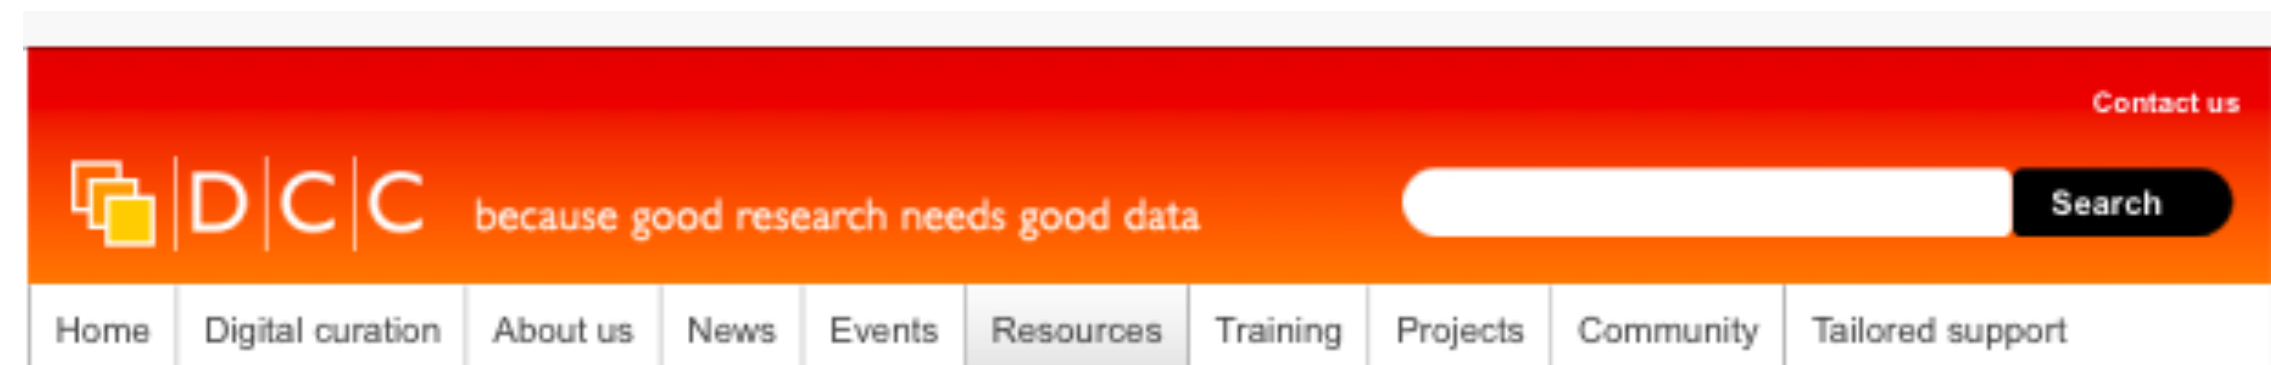 Contact us
DCC because good research needs good data Search
Home Digital curation About us News Events Resources Training Projects Community Tailored support